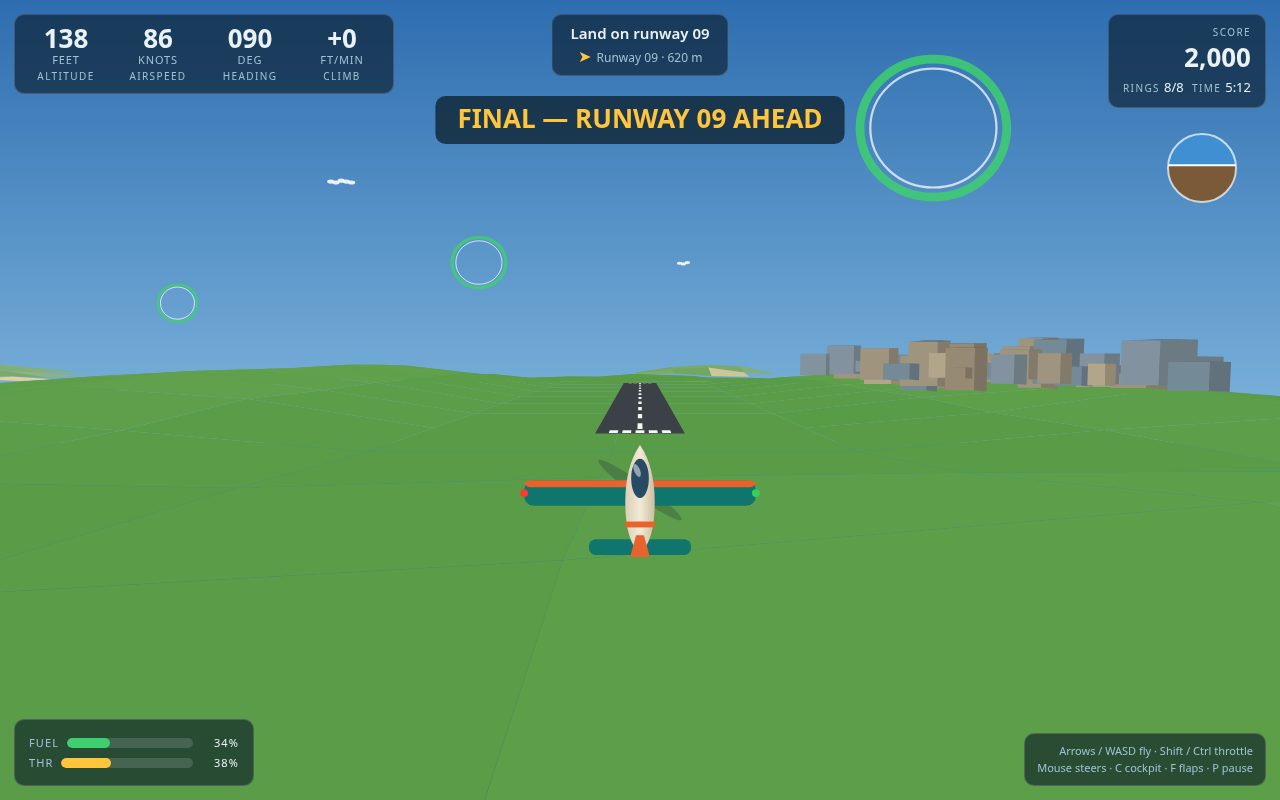 138 86 090 +0
FEET KNOTS DEG FT/MIN
ALTITUDE AIRSPEED HEADING CLIMB
Land on runway 09
➤ Runway 09 · 620 m
FINAL — RUNWAY 09 AHEAD
SCORE
2,000
RINGS 8/8 TIME 5:12
FUEL 34%
THR 38%
Arrows / WASD fly · Shift / Ctrl throttle
Mouse steers · C cockpit · F flaps · P pause